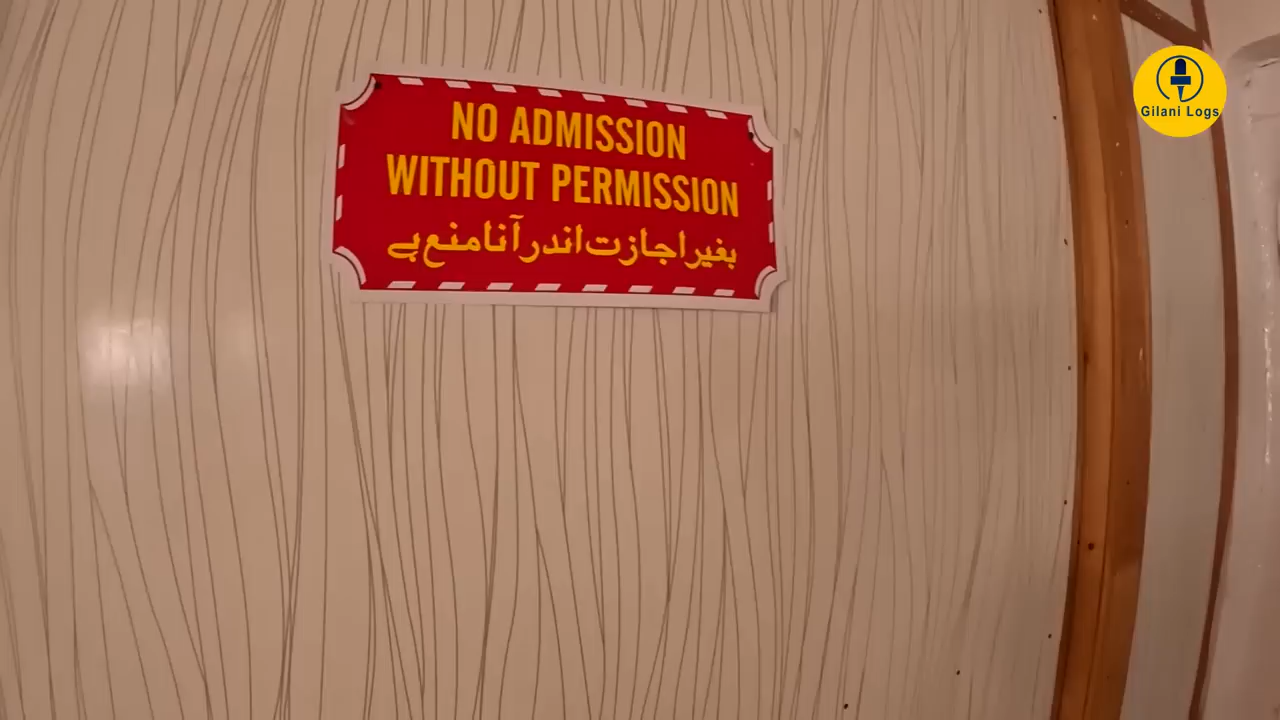 NO ADMISSION
WITHOUT PERMISSION
بغیر اجازت اندر آنا منع ہے
Gilani Logs